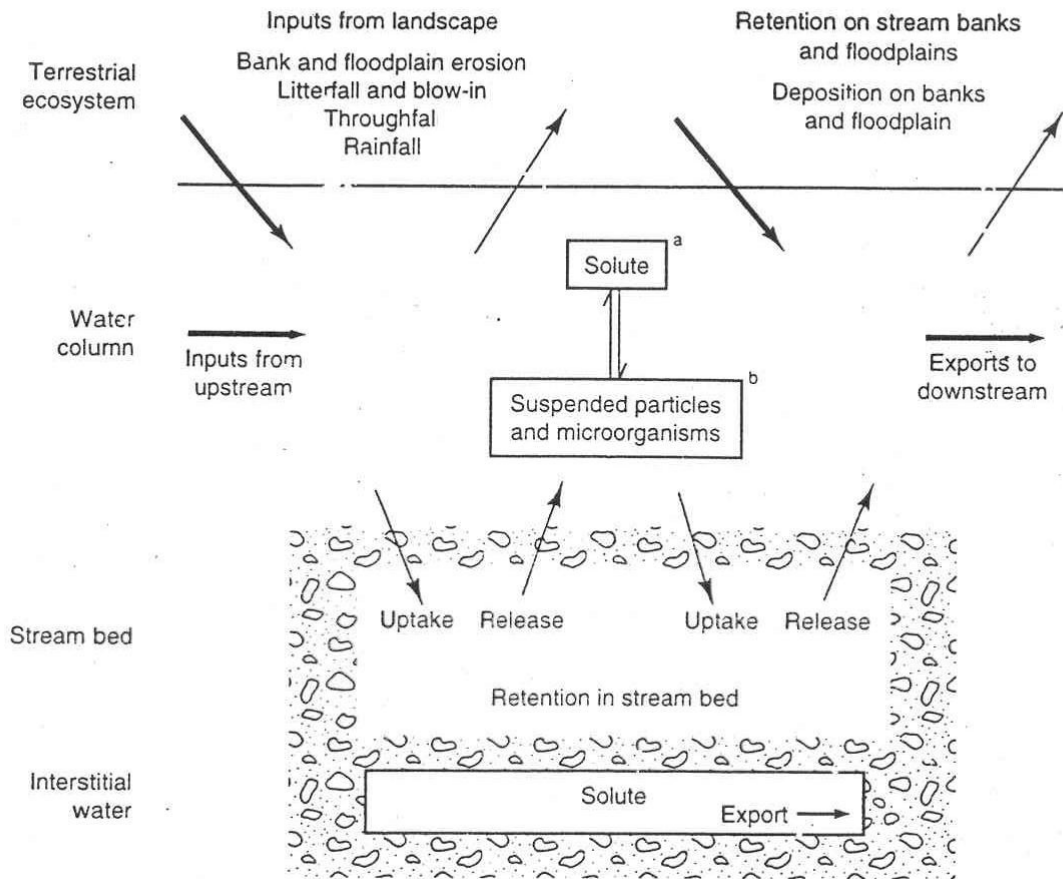 Inputs from landscape
Bank and floodplain erosion
Litterfall and blow-in
Throughfal
Rainfall
Retention on stream banks
and floodplains
Deposition on banks
and floodplain
Terrestrial
ecosystem
Solute a
Water
column
Inputs from
upstream
Suspended particles b
and microorganisms
Exports to
downstream
Stream bed
Uptake Release Uptake Release
Retention in stream bed
Interstitial
water
Solute
Export